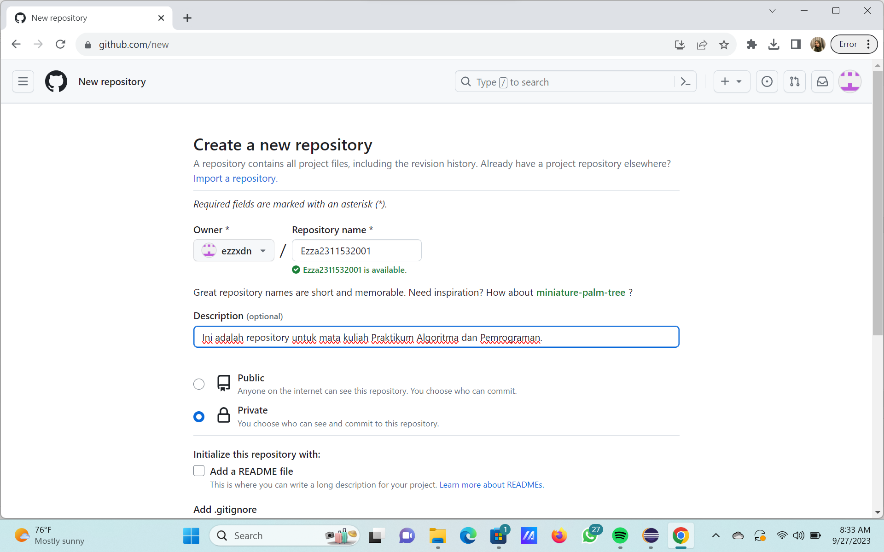 New repository
github.com/new
Error
New repository
Type / to search
Create a new repository
A repository contains all project files, including the revision history. Already have a project repository elsewhere?
Import a repository.
Required fields are marked with an asterisk (*).
Owner * Repository name *
ezzxdn / Ezza2311532001
Ezza2311532001 is available.
Great repository names are short and memorable. Need inspiration? How about miniature-palm-tree ?
Description (optional)
Ini adalah repository untuk mata kuliah Praktikum Algoritma dan Pemrograman.
Public
Anyone on the internet can see this repository. You choose who can commit.
Private
You choose who can see and commit to this repository.
Initialize this repository with:
Add a README file
This is where you can write a long description for your project. Learn more about READMEs.
Add .gitignore
76°F
Mostly sunny
Search
1
27
8:33 AM
9/27/2023